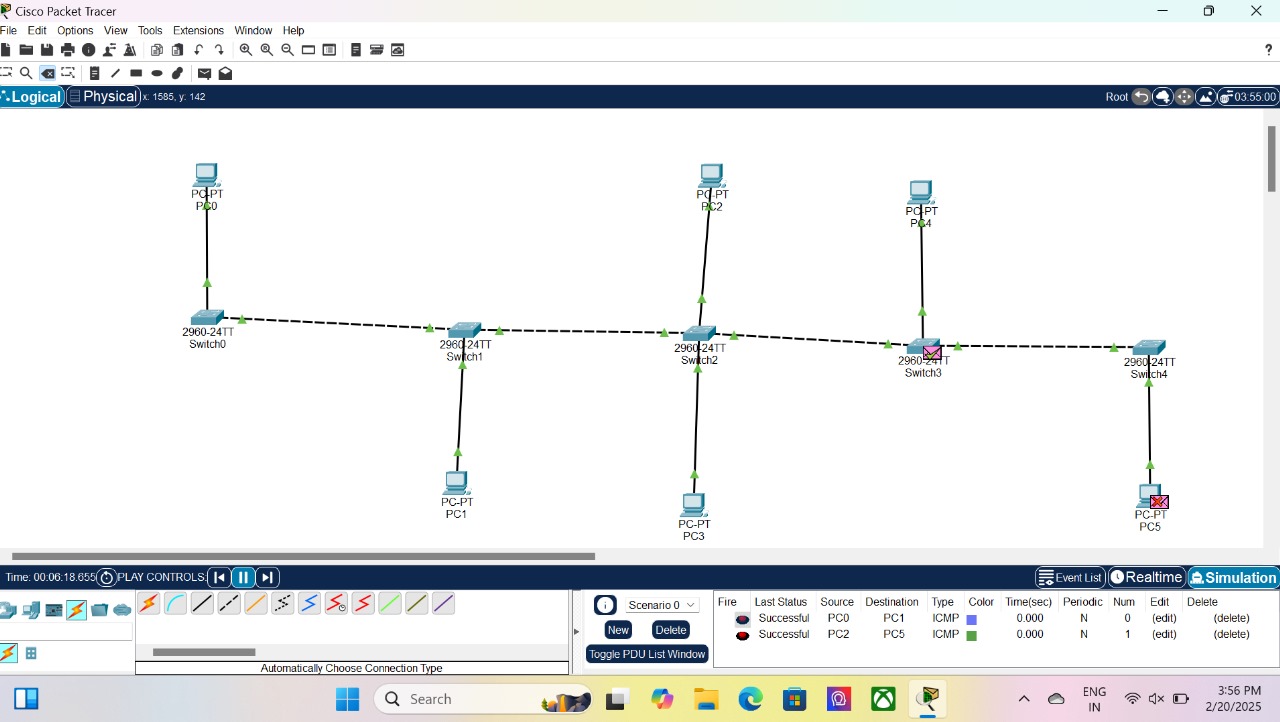 Cisco Packet Tracer
File Edit Options View Tools Extensions Window Help
?
Logical Physical x: 1585, y: 142 Root 03:55:00
PC-PT
PC0
PC-PT
PC2
PC-PT
PC4
2960-24TT
Switch0
2960-24TT
Switch1
2960-24TT
Switch2
2960-24TT
Switch3
2960-24TT
Switch4
PC-PT
PC1
PC-PT
PC3
PC-PT
PC5
Time: 00:06:18.655 PLAY CONTROLS: Event List Realtime Simulation
Scenario 0
New Delete
Toggle PDU List Window
Fire Last Status Source Destination Type Color Time(sec) Periodic Num Edit Delete
Successful PC0 PC1 ICMP 0.000 N 0 (edit) (delete)
Successful PC2 PC5 ICMP 0.000 N 1 (edit) (delete)
Automatically Choose Connection Type
Search
ENG
IN
3:56 PM
2/20/2025